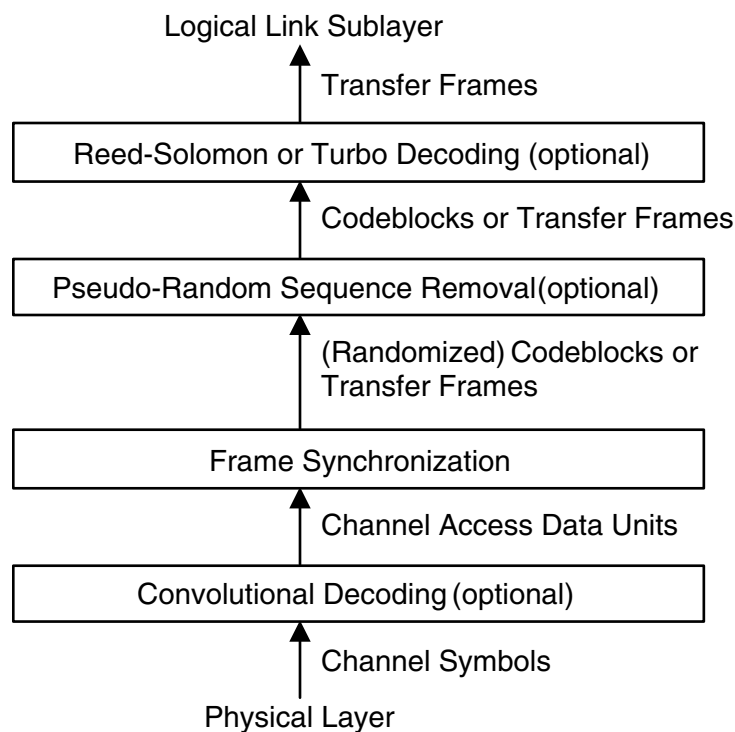 Logical Link Sublayer
Transfer Frames
Reed-Solomon or Turbo Decoding (optional)
Codeblocks or Transfer Frames
Pseudo-Random Sequence Removal(optional)
(Randomized) Codeblocks or
Transfer Frames
Frame Synchronization
Channel Access Data Units
Convolutional Decoding (optional)
Channel Symbols
Physical Layer